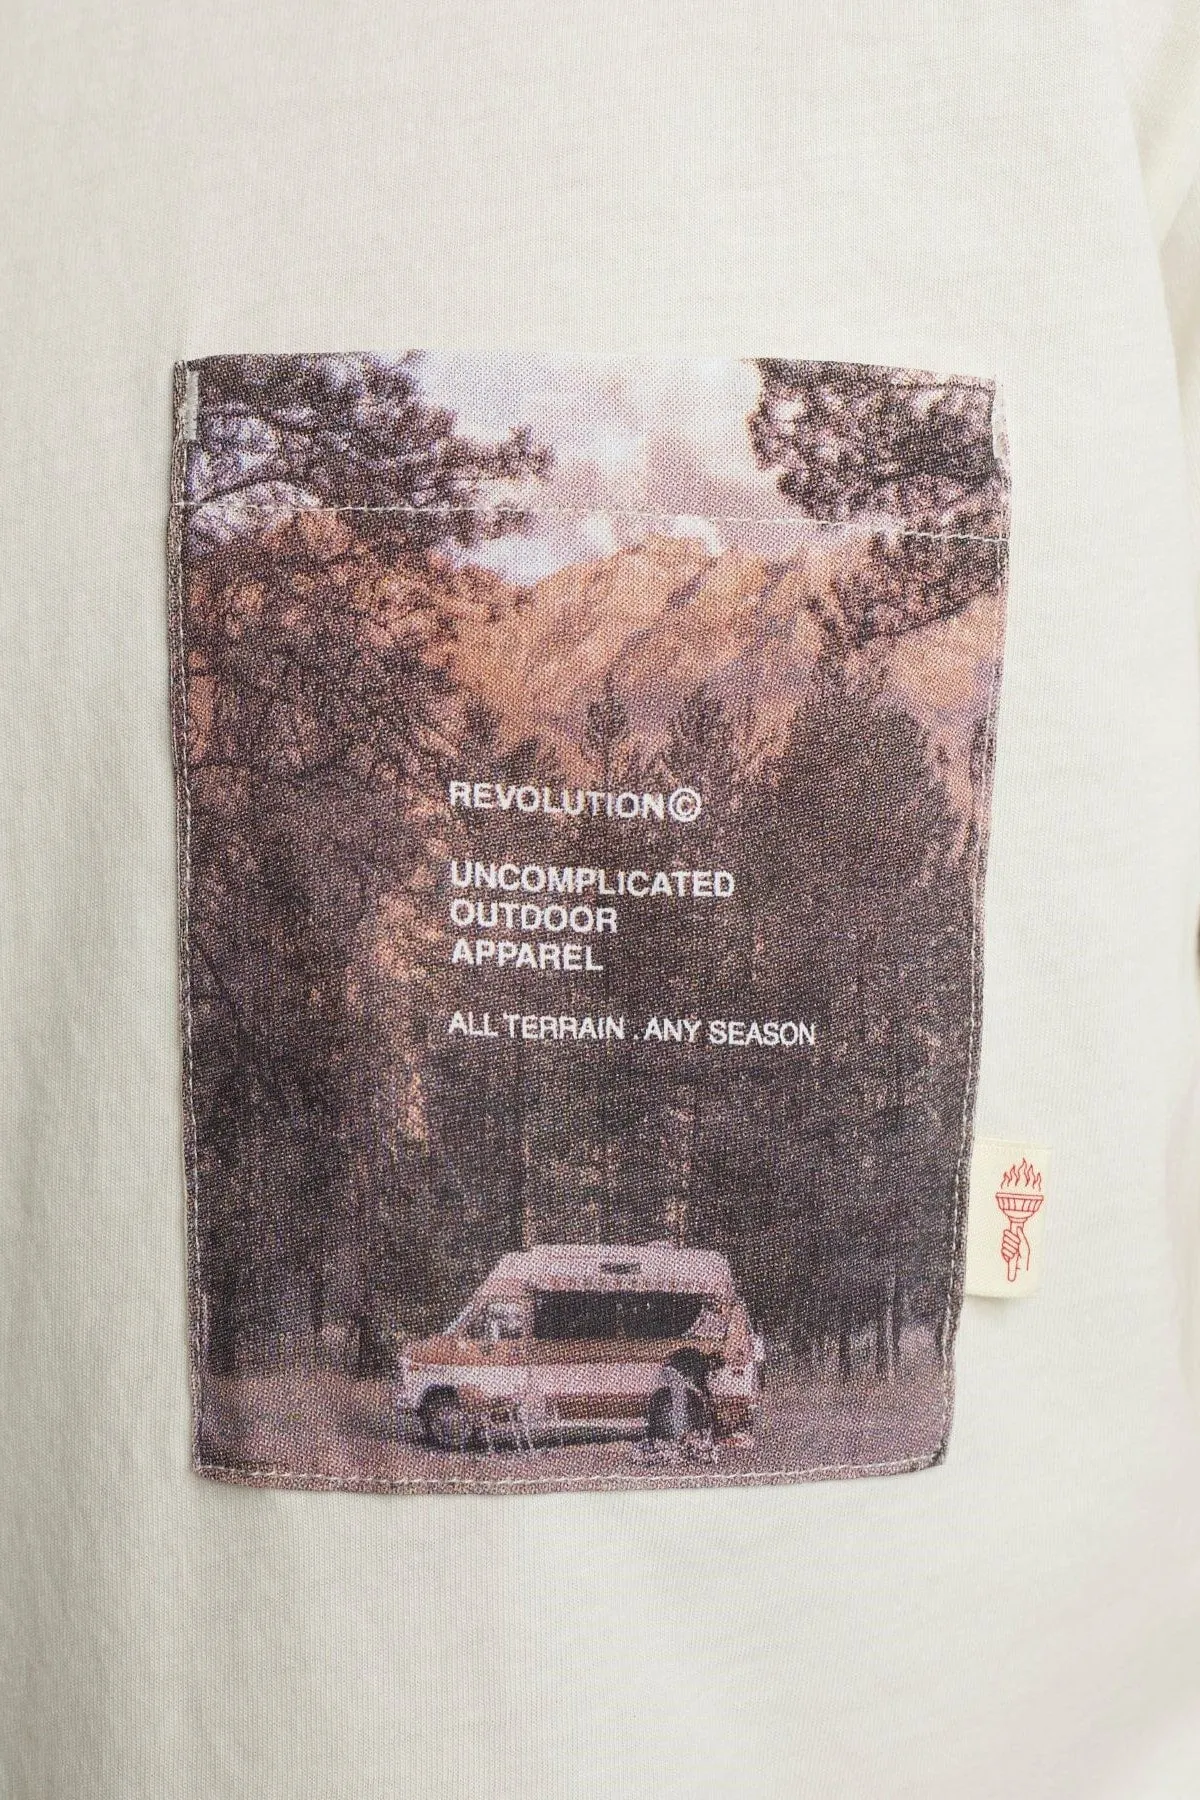 REVOLUTION©
UNCOMPLICATED
OUTDOOR
APPAREL
ALL TERRAIN . ANY SEASON